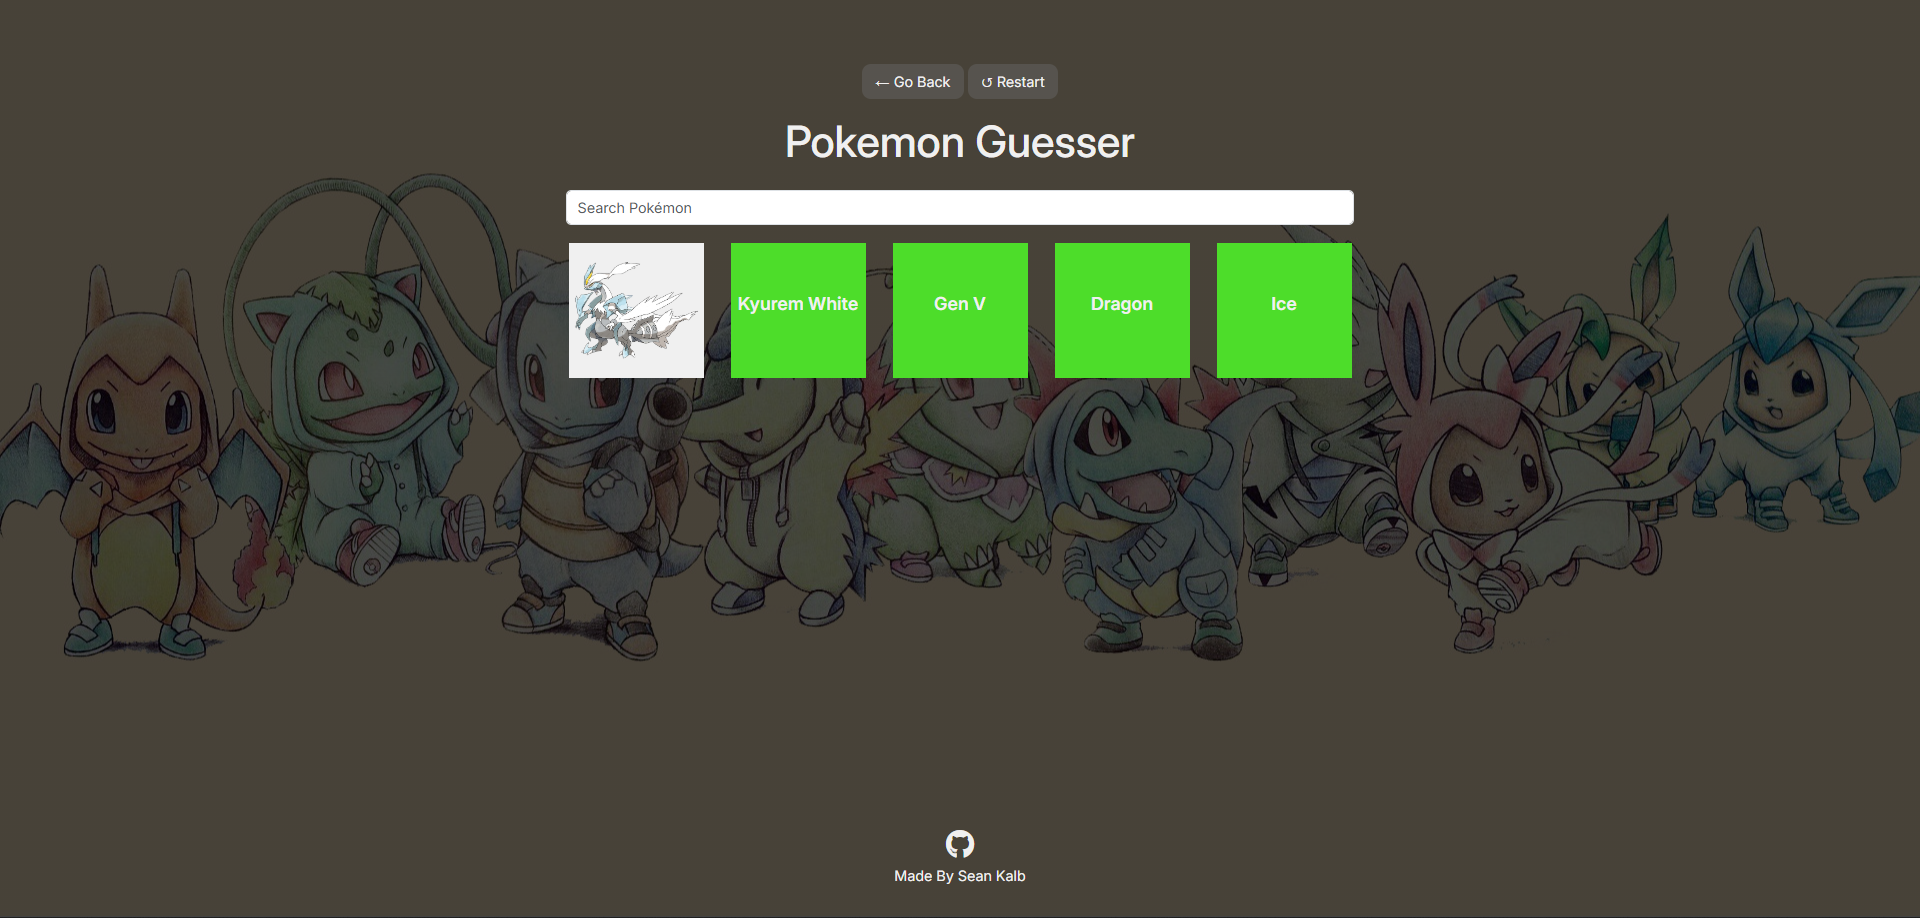 ← Go Back
↺ Restart
Pokemon Guesser
Search Pokémon
Kyurem White
Gen V
Dragon
Ice
Made By Sean Kalb